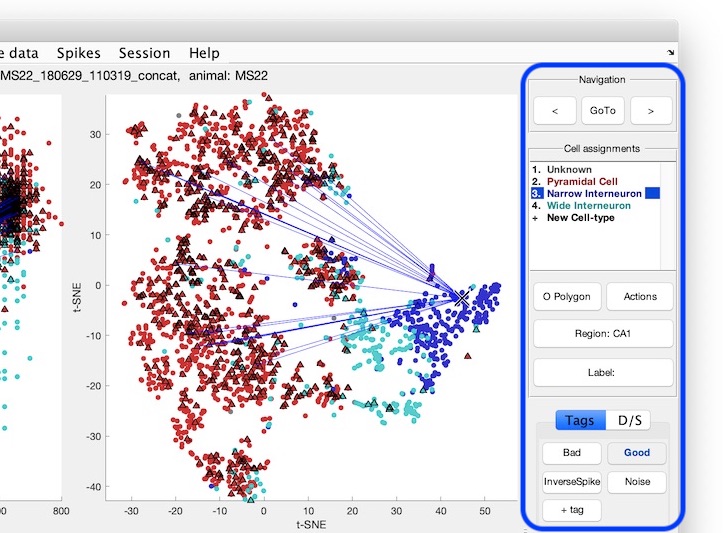 e data Spikes Session Help
MS22_180629_110319_concat, animal: MS22
Navigation
< GoTo >
Cell assignments
1. Unknown
2. Pyramidal Cell
3. Narrow Interneuron
4. Wide Interneuron
+ New Cell-type
O Polygon Actions
Region: CA1
Label:
Tags D/S
Bad Good
InverseSpike Noise
+ tag
30
20
10
0
-10
-20
-30
-40
t-SNE
00 800
-30 -20 -10 0 10 20 30 40 50
t-SNE